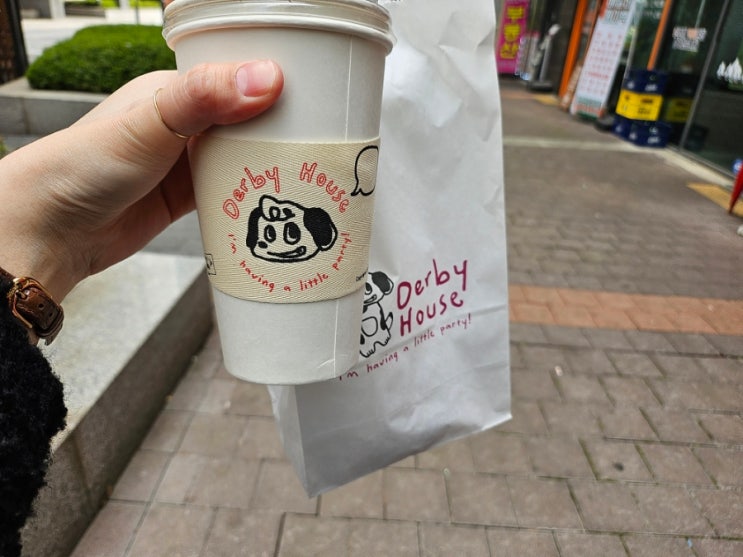 Derby House
I'm having a little party!
Derby
House
I'm having a little party!